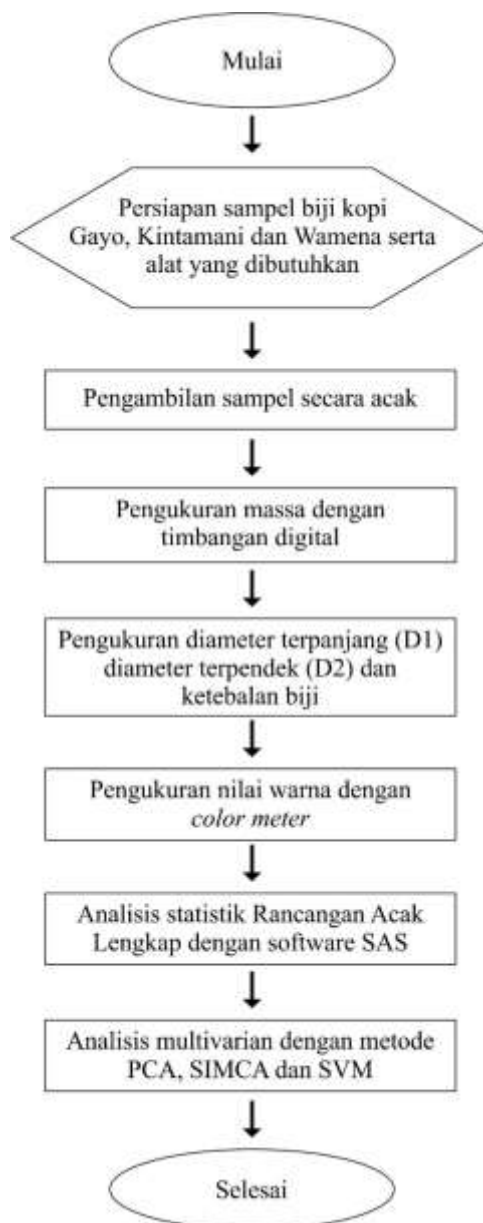 Mulai
Persiapan sampel biji kopi
Gayo, Kintamani dan Wamena serta
alat yang dibutuhkan
Pengambilan sampel secara acak
Pengukuran massa dengan
timbangan digital
Pengukuran diameter terpanjang (D1)
diameter terpendek (D2) dan
ketebalan biji
Pengukuran nilai warna dengan
color meter
Analisis statistik Rancangan Acak
Lengkap dengan software SAS
Analisis multivarian dengan metode
PCA, SIMCA dan SVM
Selesai